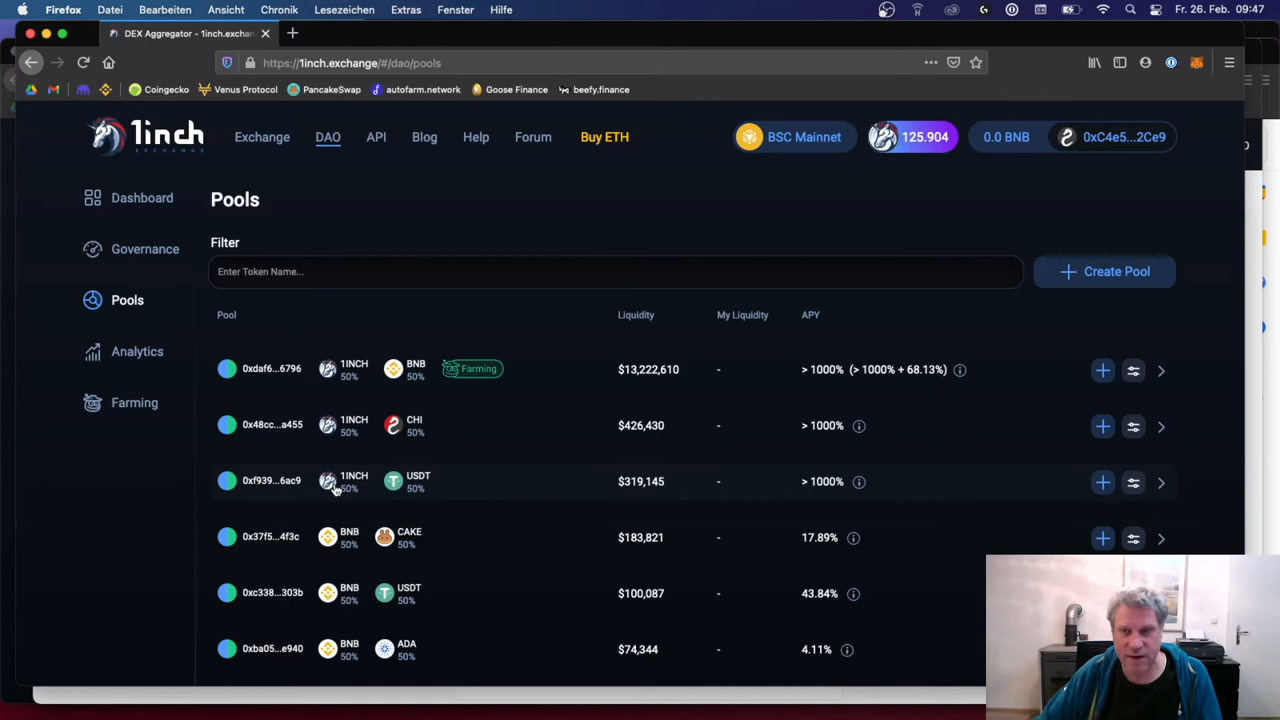 Firefox Datei Bearbeiten Ansicht Chronik Lesezeichen Extras Fenster Hilfe Fr. 26. Feb. 09:47
DEX Aggregator - 1inch.exchan
https://1inch.exchange/#/dao/pools
Coingecko Venus Protocol PancakeSwap autofarm.network Goose Finance beefy.finance
1inch EXCHANGE Exchange DAO API Blog Help Forum Buy ETH BSC Mainnet 125.904 0.0 BNB 0xC4e5...2Ce9
Dashboard
Governance
Pools
Analytics
Farming
Pools
Filter
Enter Token Name... Create Pool
Pool Liquidity My Liquidity APY
0xdaf6...6796 1INCH 50% BNB 50% Farming $13,222,610 - > 1000% (> 1000% + 68.13%)
0x48cc...a455 1INCH 50% CHI 50% $426,430 - > 1000%
0xf939...6ac9 1INCH 50% USDT 50% $319,145 - > 1000%
0x37f5...4f3c BNB 50% CAKE 50% $183,821 - 17.89%
0xc338...303b BNB 50% USDT 50% $100,087 - 43.84%
0xba05...e940 BNB 50% ADA 50% $74,344 - 4.11%